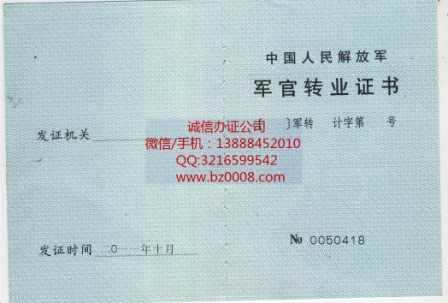 中国人民解放军
军官转业证书
〕军转 计字第 号
发证机关
诚信办证公司
微信/手机：13888452010
QQ:3216599542
www.bz0008.com
No 0050418
发证时间 二〇一一年十月